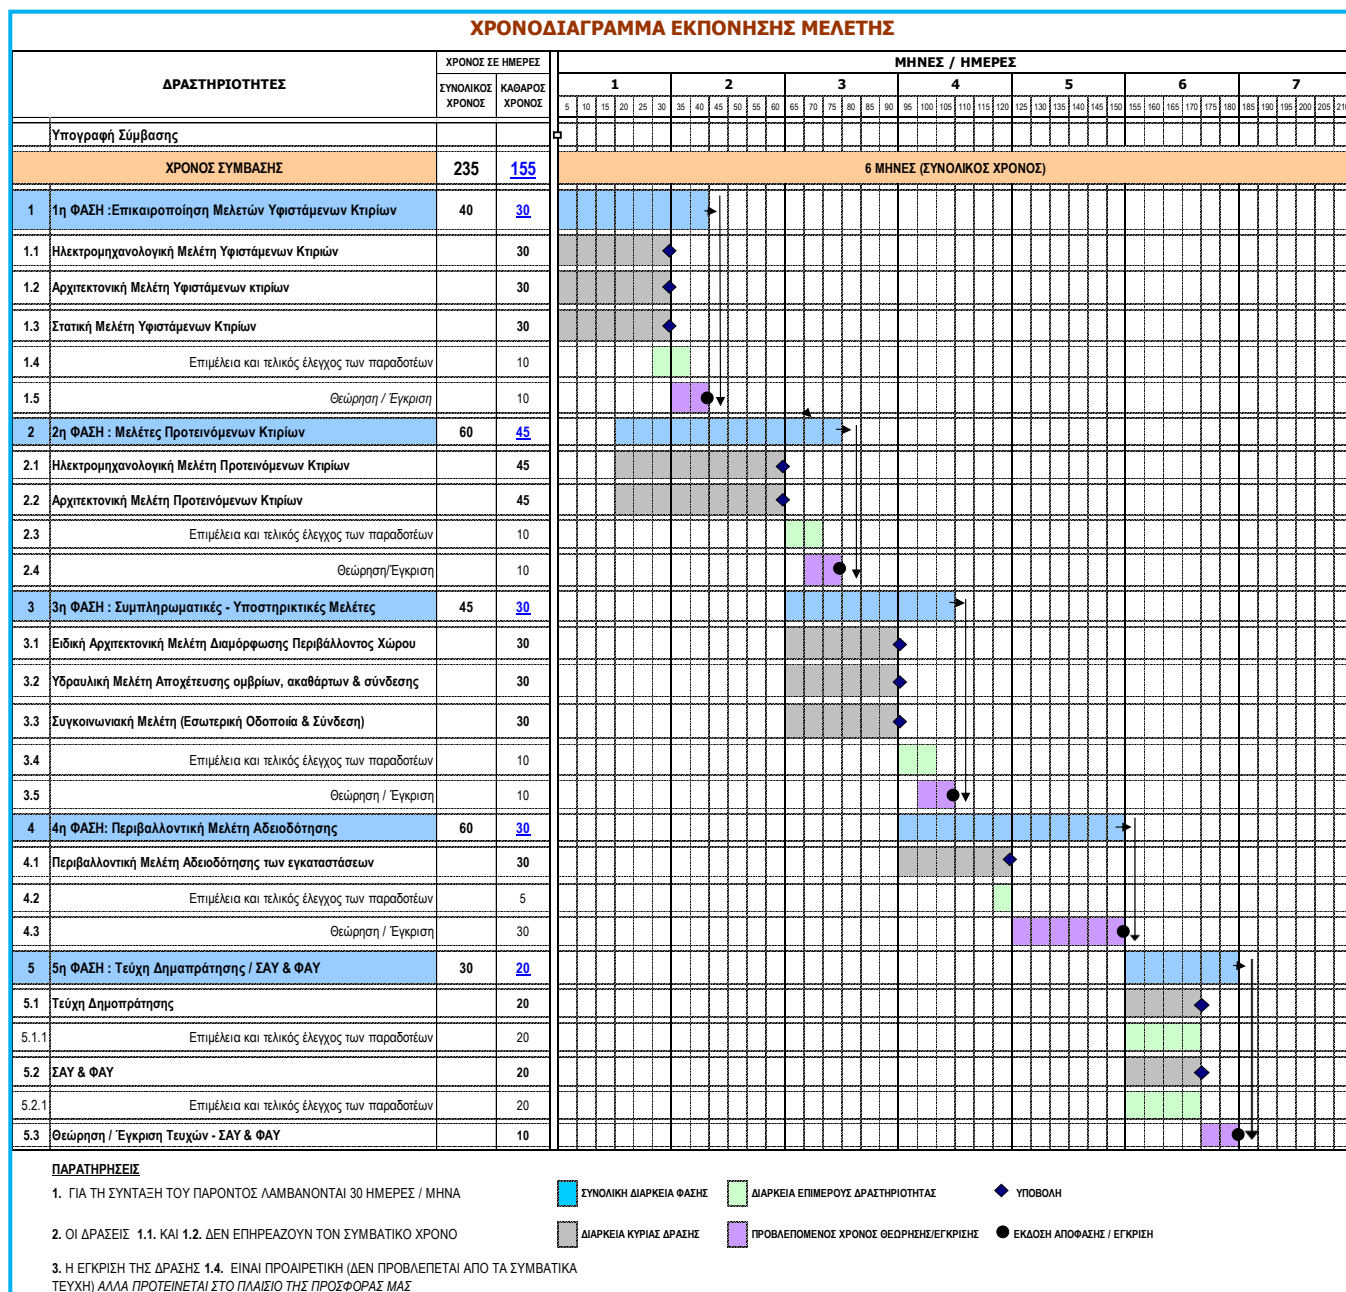 ΧΡΟΝΟΔΙΑΓΡΑΜΜΑ ΕΚΠΟΝΗΣΗΣ ΜΕΛΕΤΗΣ
ΔΡΑΣΤΗΡΙΟΤΗΤΕΣ ΧΡΟΝΟΣ ΣΕ ΗΜΕΡΕΣ ΜΗΝΕΣ / ΗΜΕΡΕΣ
ΣΥΝΟΛΙΚΟΣ ΧΡΟΝΟΣ ΚΑΘΑΡΟΣ ΧΡΟΝΟΣ 1 2 3 4 5 6 7
5 10 15 20 25 30 35 40 45 50 55 60 65 70 75 80 85 90 95 100 105 110 115 120 125 130 135 140 145 150 155 160 165 170 175 180 185 190 195 200 205 210
Υπογραφή Σύμβασης
ΧΡΟΝΟΣ ΣΥΜΒΑΣΗΣ 235 155 6 ΜΗΝΕΣ (ΣΥΝΟΛΙΚΟΣ ΧΡΟΝΟΣ)
1 1η ΦΑΣΗ :Επικαιροποίηση Μελετών Υφιστάμενων Κτιρίων 40 30
1.1 Ηλεκτρομηχανολογική Μελέτη Υφιστάμενων Κτιριών 30
1.2 Αρχιτεκτονική Μελέτη Υφιστάμενων κτιρίων 30
1.3 Στατική Μελέτη Υφιστάμενων Κτιρίων 30
1.4 Επιμέλεια και τελικός έλεγχος των παραδοτέων 10
1.5 Θεώρηση / Έγκριση 10
2 2η ΦΑΣΗ : Μελέτες Προτεινόμενων Κτιρίων 60 45
2.1 Ηλεκτρομηχανολογική Μελέτη Προτεινόμενων Κτιρίων 45
2.2 Αρχιτεκτονική Μελέτη Προτεινόμενων Κτιρίων 45
2.3 Επιμέλεια και τελικός έλεγχος των παραδοτέων 10
2.4 Θεώρηση/Έγκριση 10
3 3η ΦΑΣΗ : Συμπληρωματικές - Υποστηρικτικές Μελέτες 45 30
3.1 Ειδική Αρχιτεκτονική Μελέτη Διαμόρφωσης Περιβάλλοντος Χώρου 30
3.2 Υδραυλική Μελέτη Αποχέτευσης ομβρίων, ακαθάρτων & σύνδεσης 30
3.3 Συγκοινωνιακή Μελέτη (Εσωτερική Οδοποιία & Σύνδεση) 30
3.4 Επιμέλεια και τελικός έλεγχος των παραδοτέων 10
3.5 Θεώρηση / Έγκριση 10
4 4η ΦΑΣΗ: Περιβαλλοντική Μελέτη Αδειοδότησης 60 30
4.1 Περιβαλλοντική Μελέτη Αδειοδότησης των εγκαταστάσεων 30
4.2 Επιμέλεια και τελικός έλεγχος των παραδοτέων 5
4.3 Θεώρηση / Έγκριση 30
5 5η ΦΑΣΗ : Τεύχη Δημαπράτησης / ΣΑΥ & ΦΑΥ 30 20
5.1 Τεύχη Δημοπράτησης 20
5.1.1 Επιμέλεια και τελικός έλεγχος των παραδοτέων 20
5.2 ΣΑΥ & ΦΑΥ 20
5.2.1 Επιμέλεια και τελικός έλεγχος των παραδοτέων 20
5.3 Θεώρηση / Έγκριση Τευχών - ΣΑΥ & ΦΑΥ 10
ΠΑΡΑΤΗΡΗΣΕΙΣ
1. ΓΙΑ ΤΗ ΣΥΝΤΑΞΗ ΤΟΥ ΠΑΡΟΝΤΟΣ ΛΑΜΒΑΝΟΝΤΑΙ 30 ΗΜΕΡΕΣ / ΜΗΝΑ ΣΥΝΟΛΙΚΗ ΔΙΑΡΚΕΙΑ ΦΑΣΗΣ ΔΙΑΡΚΕΙΑ ΕΠΙΜΕΡΟΥΣ ΔΡΑΣΤΗΡΙΟΤΗΤΑΣ ΥΠΟΒΟΛΗ
2. ΟΙ ΔΡΑΣΕΙΣ 1.1. ΚΑΙ 1.2. ΔΕΝ ΕΠΗΡΕΑΖΟΥΝ ΤΟΝ ΣΥΜΒΑΤΙΚΟ ΧΡΟΝΟ ΔΙΑΡΚΕΙΑ ΚΥΡΙΑΣ ΔΡΑΣΗΣ ΠΡΟΒΛΕΠΟΜΕΝΟΣ ΧΡΟΝΟΣ ΘΕΩΡΗΣΗΣ/ΕΓΚΡΙΣΗΣ ΕΚΔΟΣΗ ΑΠΟΦΑΣΗΣ / ΕΓΚΡΙΣΗ
3. Η ΕΓΚΡΙΣΗ ΤΗΣ ΔΡΑΣΗΣ 1.4. ΕΙΝΑΙ ΠΡΟΑΙΡΕΤΙΚΗ (ΔΕΝ ΠΡΟΒΛΕΠΕΤΑΙ ΑΠΟ ΤΑ ΣΥΜΒΑΤΙΚΑ
ΤΕΥΧΗ) ΑΛΛΑ ΠΡΟΤΕΙΝΕΤΑΙ ΣΤΟ ΠΛΑΙΣΙΟ ΤΗΣ ΠΡΟΣΦΟΡΑΣ ΜΑΣ